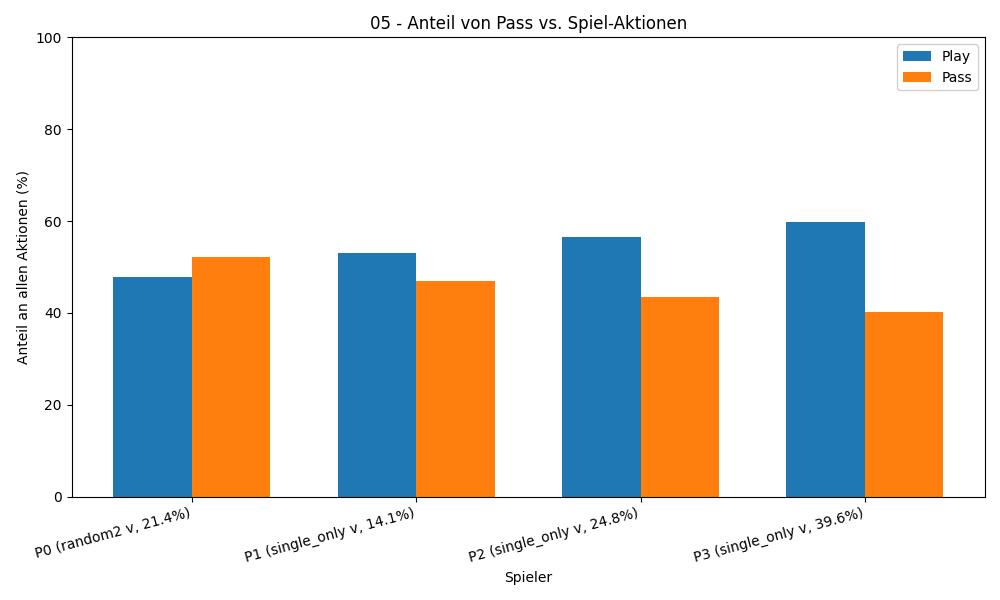 05 - Anteil von Pass vs. Spiel-Aktionen
Play
Pass
Anteil an allen Aktionen (%)
100
80
60
40
20
0
P0 (random2 v, 21.4%)
P1 (single_only v, 14.1%)
P2 (single_only v, 24.8%)
P3 (single_only v, 39.6%)
Spieler